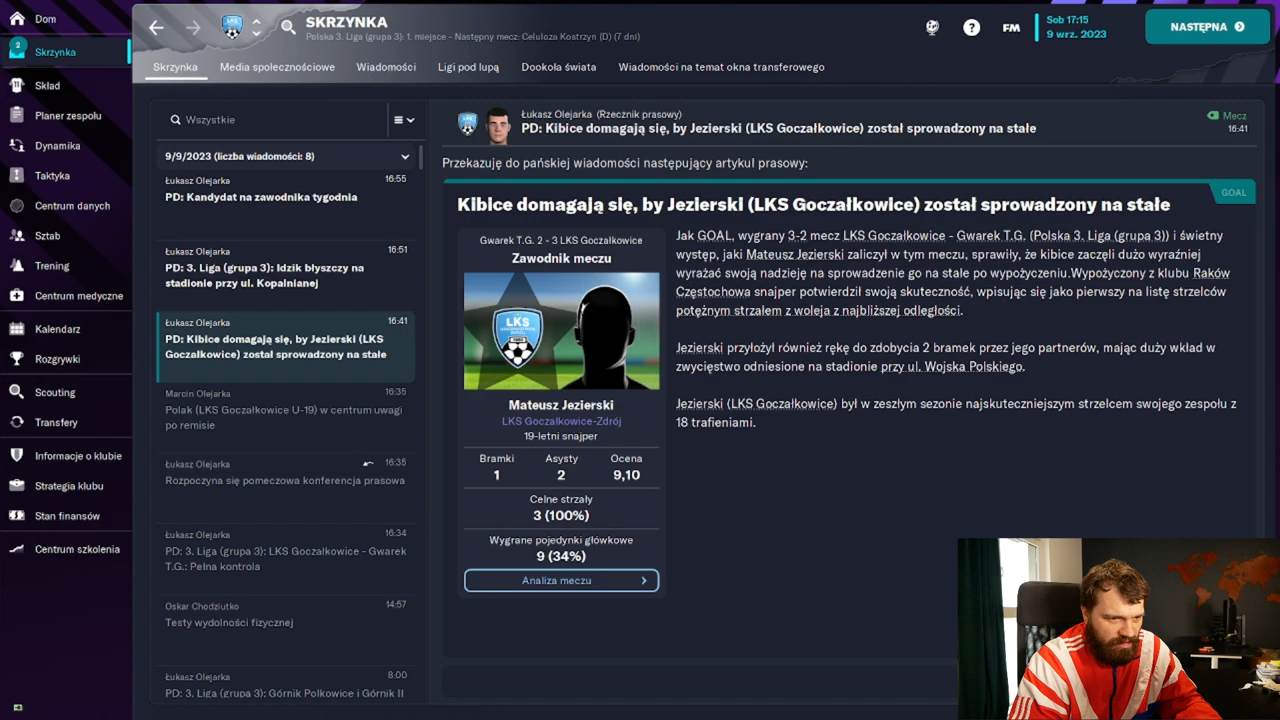 Dom
2
Skrzynka
Skład
Planer zespołu
Dynamika
Taktyka
Centrum danych
Sztab
Trening
Centrum medyczne
Kalendarz
Rozgrywki
Scouting
Transfery
Informacje o klubie
Strategia klubu
Stan finansów
Centrum szkolenia
SKRZYNKA
Polska 3. Liga (grupa 3): 1. miejsce - Następny mecz: Celuloza Kostrzyn (D) (7 dni)
FM
Sob 17:15
9 wrz. 2023
NASTĘPNA
Skrzynka
Media społecznościowe
Wiadomości
Ligi pod lupą
Dookoła świata
Wiadomości na temat okna transferowego
Wszystkie
9/9/2023 (liczba wiadomości: 8)
Łukasz Olejarka 16:55
PD: Kandydat na zawodnika tygodnia
Łukasz Olejarka 16:51
PD: 3. Liga (grupa 3): Idzik błyszczy na
stadionie przy ul. Kopalnianej
Łukasz Olejarka 16:41
PD: Kibice domagają się, by Jezierski (LKS
Goczałkowice) został sprowadzony na stałe
Marcin Olejarka 16:35
Polak (LKS Goczałkowice U-19) w centrum uwagi
po remisie
Łukasz Olejarka 16:35
Rozpoczyna się pomeczowa konferencja prasowa
Łukasz Olejarka 16:34
PD: 3. Liga (grupa 3): LKS Goczałkowice - Gwarek
T.G.: Pełna kontrola
Oskar Chodziutko 14:57
Testy wydolności fizycznej
Łukasz Olejarka 8:00
PD: 3. Liga (grupa 3): Górnik Polkowice i Górnik II
Łukasz Olejarka (Rzecznik prasowy)
PD: Kibice domagają się, by Jezierski (LKS Goczałkowice) został sprowadzony na stałe
Mecz
16:41
Przekazuję do pańskiej wiadomości następujący artykuł prasowy:
GOAL
Kibice domagają się, by Jezierski (LKS Goczałkowice) został sprowadzony na stałe
Gwarek T.G. 2 - 3 LKS Goczałkowice
Zawodnik meczu
LKS
Mateusz Jezierski
LKS Goczałkowice-Zdrój
19-letni snajper
Bramki Asysty Ocena
1 2 9,10
Celne strzały
3 (100%)
Wygrane pojedynki główkowe
9 (34%)
Analiza meczu
Jak GOAL, wygrany 3-2 mecz LKS Goczałkowice - Gwarek T.G. (Polska 3. Liga (grupa 3)) i świetny
występ, jaki Mateusz Jezierski zaliczył w tym meczu, sprawiły, że kibice zaczęli dużo wyraźniej
wyrażać swoją nadzieję na sprowadzenie go na stałe po wypożyczeniu.Wypożyczony z klubu Raków
Częstochowa snajper potwierdził swoją skuteczność, wpisując się jako pierwszy na listę strzelców
potężnym strzałem z woleja z najbliższej odległości.
Jezierski przyłożył również rękę do zdobycia 2 bramek przez jego partnerów, mając duży wkład w
zwycięstwo odniesione na stadionie przy ul. Wojska Polskiego.
Jezierski (LKS Goczałkowice) był w zeszłym sezonie najskuteczniejszym strzelcem swojego zespołu z
18 trafieniami.